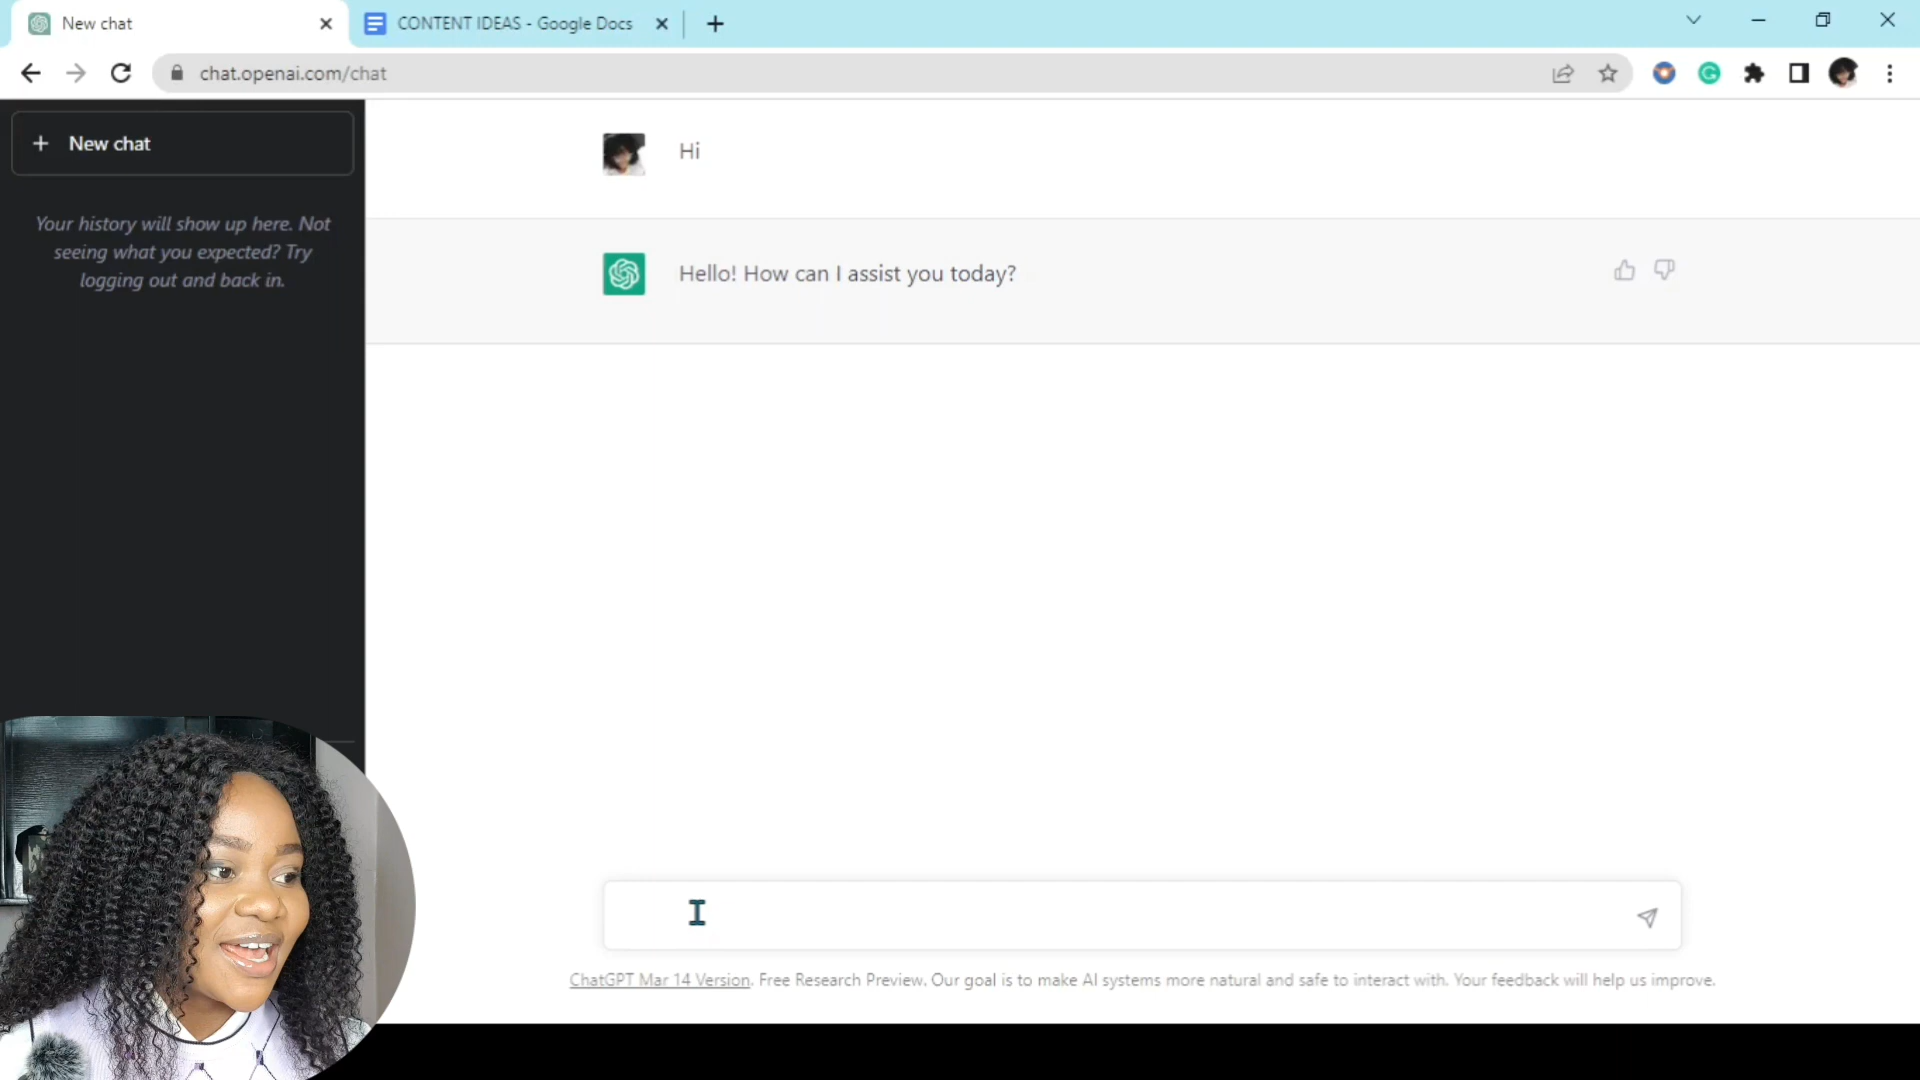 New chat
CONTENT IDEAS - Google Docs
chat.openai.com/chat
New chat
Your history will show up here. Not
seeing what you expected? Try
logging out and back in.
Hi
Hello! How can I assist you today?
ChatGPT Mar 14 Version. Free Research Preview. Our goal is to make AI systems more natural and safe to interact with. Your feedback will help us improve.